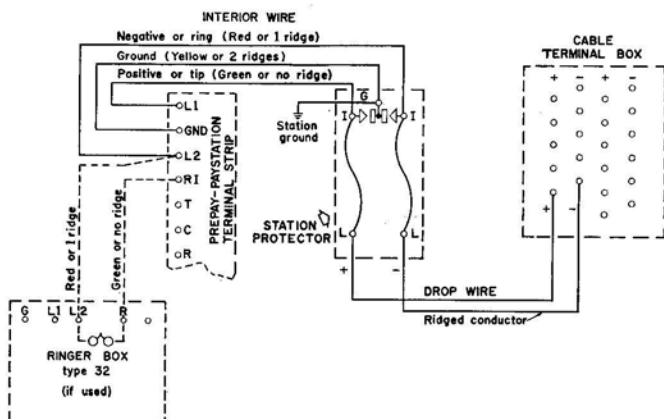 INTERIOR WIRE
Negative or ring (Red or 1 ridge)
Ground (Yellow or 2 ridges)
Positive or tip (Green or no ridge)
CABLE
TERMINAL BOX
+ - + -
L1
GND
L2
RI
T
C
R
PREPAY-PAYSTATION
TERMINAL STRIP
G
I I
Station
ground
STATION
PROTECTOR
L L
+ -
+ -
DROP WIRE
Ridged conductor
Red or 1 ridge
Green or no ridge
G L1 L2 R
RINGER BOX
type 32
(if used)